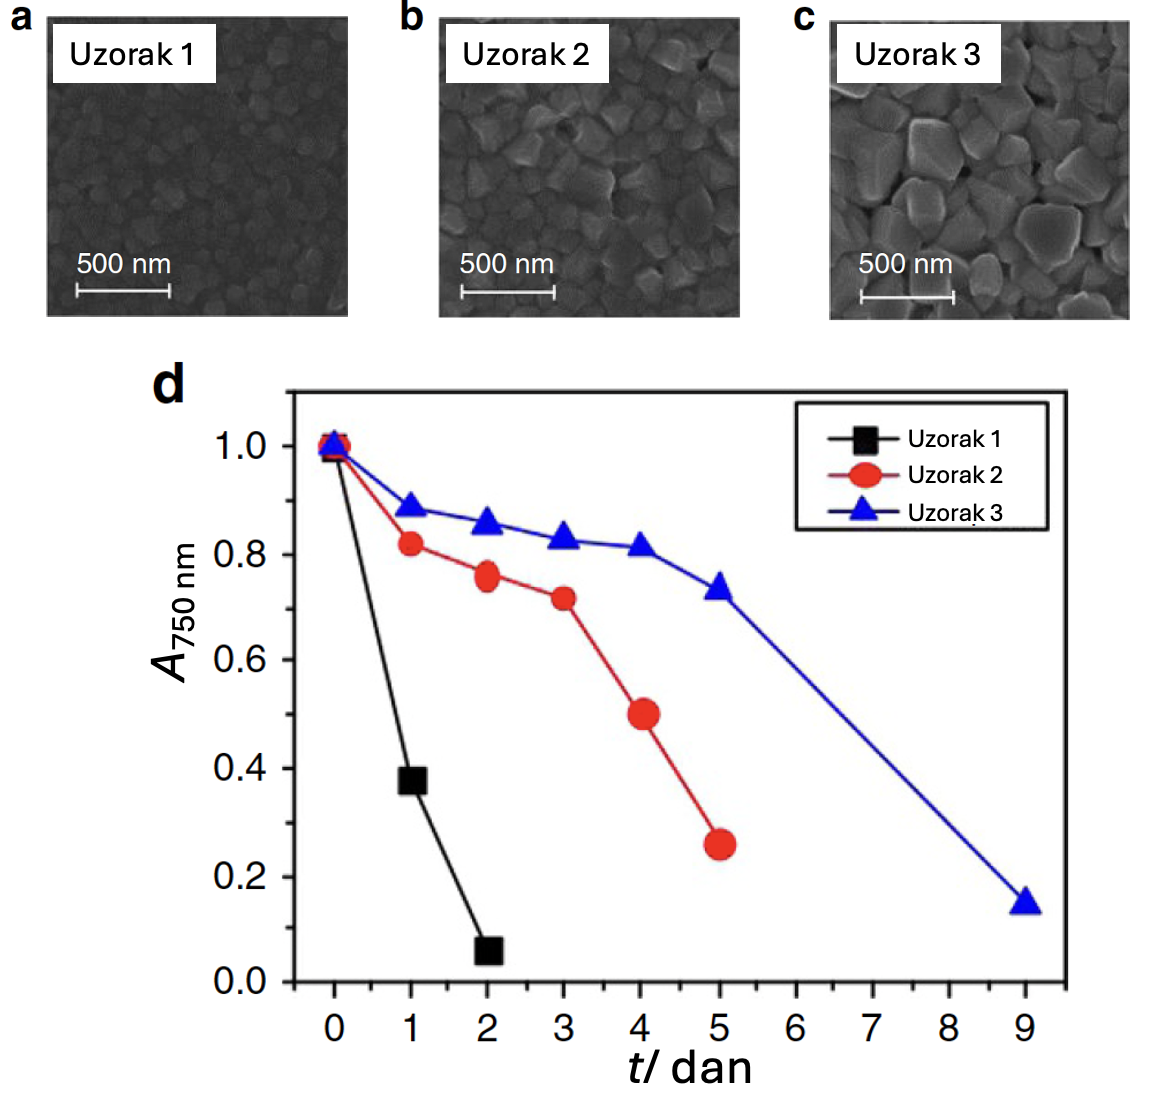 a
Uzorak 1
500 nm
b
Uzorak 2
500 nm
c
Uzorak 3
500 nm
d
A750 nm
1.0
0.8
0.6
0.4
0.2
0.0
Uzorak 1
Uzorak 2
Uzorak 3
0 1 2 3 4 5 6 7 8 9
t/ dan